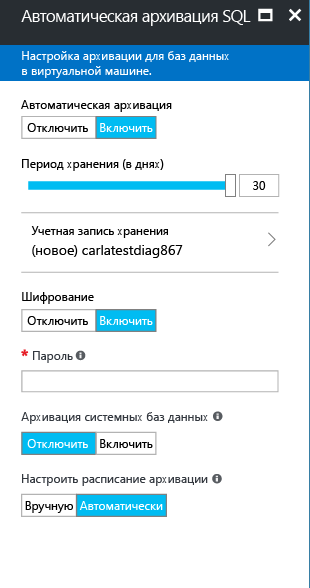 Автоматическая архивация SQL
Настройка архивации для баз данных
в виртуальной машине.
Автоматическая архивация
Отключить Включить
Период хранения (в днях)
30
Учетная запись хранения
(новое) carlatestdiag867
Шифрование
Отключить Включить
* Пароль
Архивация системных баз данных
Отключить Включить
Настроить расписание архивации
Вручную Автоматически